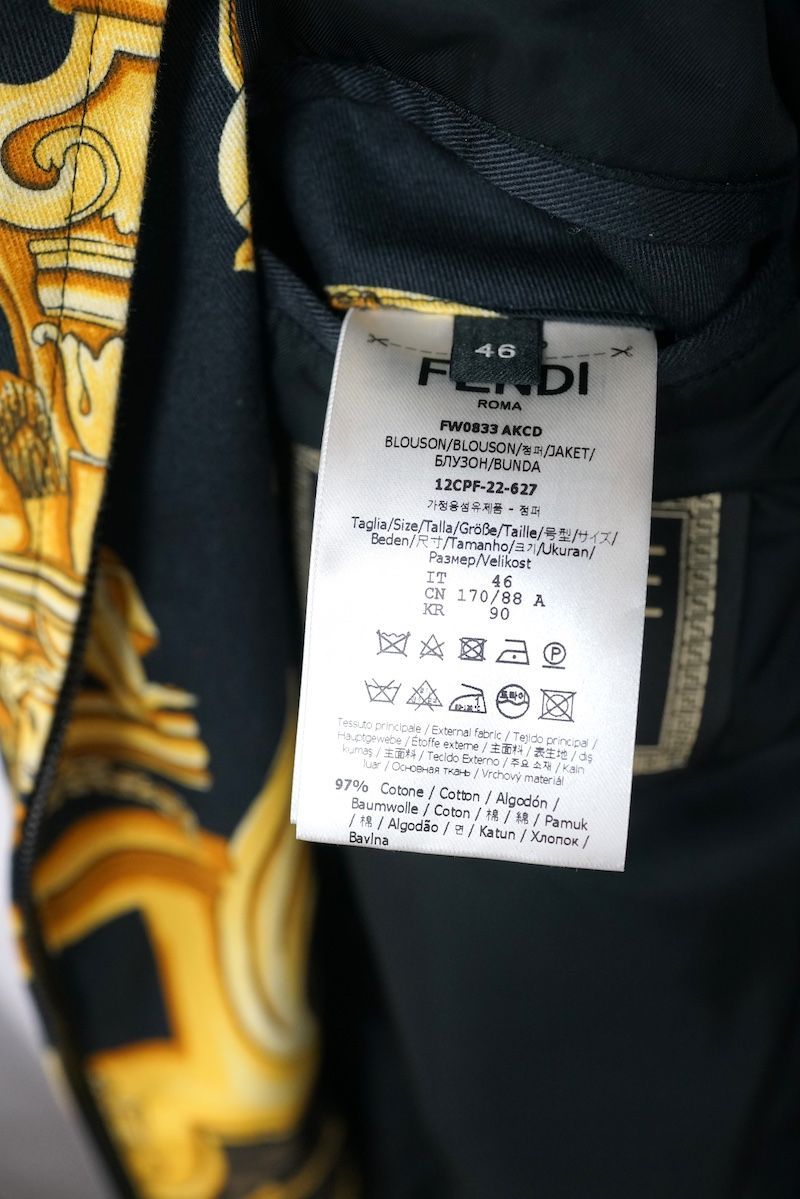 46
FENDI
ROMA
FW0833 AKCD
BLOUSON/BLOUSON/점퍼/JAKET/
БЛУЗОН/BUNDA
12CPF-22-627
가정용섬유제품 - 점퍼
Taglia/Size/Talla/Größe/Taille/号型/サイズ/
Beden/尺寸/Tamanho/크기/Ukuran/
Размер/Velikost
IT 46
CN 170/88 A
KR 90
P
드라이
Tessuto principale / External fabric / Tejido principal /
Hauptgewebe / Étoffe externe / 主面料 / 表生地 / dış
kumaş / 主面料 / Tecido Externo / 주요 소재 / Kain
luar / Основная ткань / Vrchový materiál
97% Cotone / Cotton / Algodón /
Baumwolle / Coton / 棉 / 綿 / Pamuk
/ 棉 / Algodão / 면 / Katun / Хлопок /
Bavlna